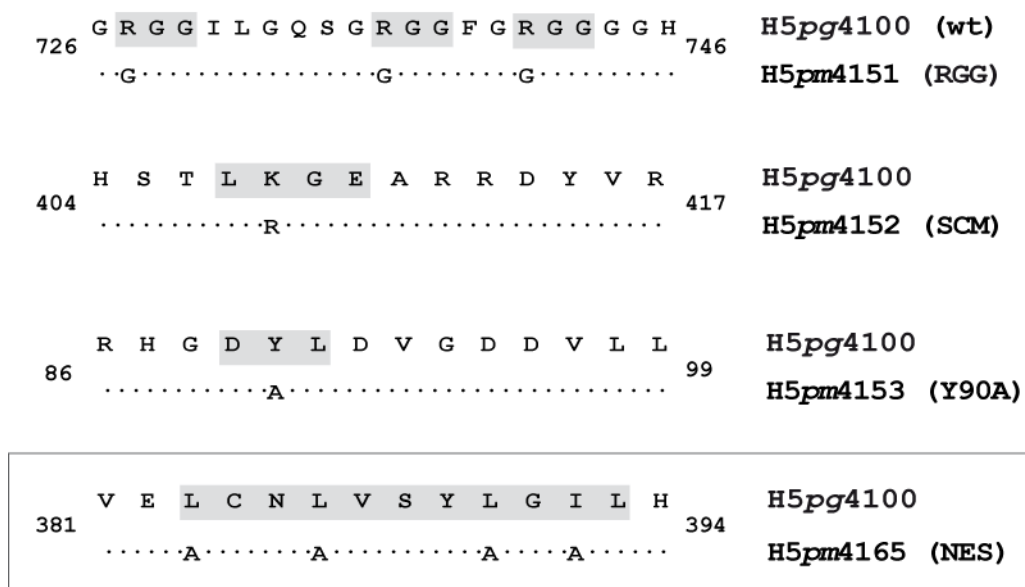 G R G G I L G Q S G R G G F G R G G G G H H5pg4100 (wt)
726 746
··G·················G··········G··········· H5pm4151 (RGG)
H S T L K G E A R R D Y V R H5pg4100
404 417
············R····························· H5pm4152 (SCM)
R H G D Y L D V G D D V L L H5pg4100
86 99
············A····························· H5pm4153 (Y90A)
V E L C N L V S Y L G I L H H5pg4100
381 394
······A·········A···········A·····A······· H5pm4165 (NES)